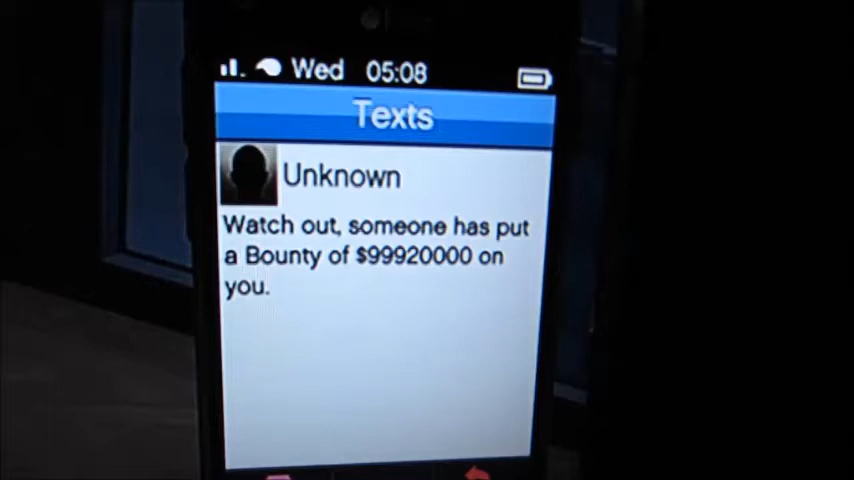 Wed 05:08
Texts
Unknown
Watch out, someone has put
a Bounty of $99920000 on
you.